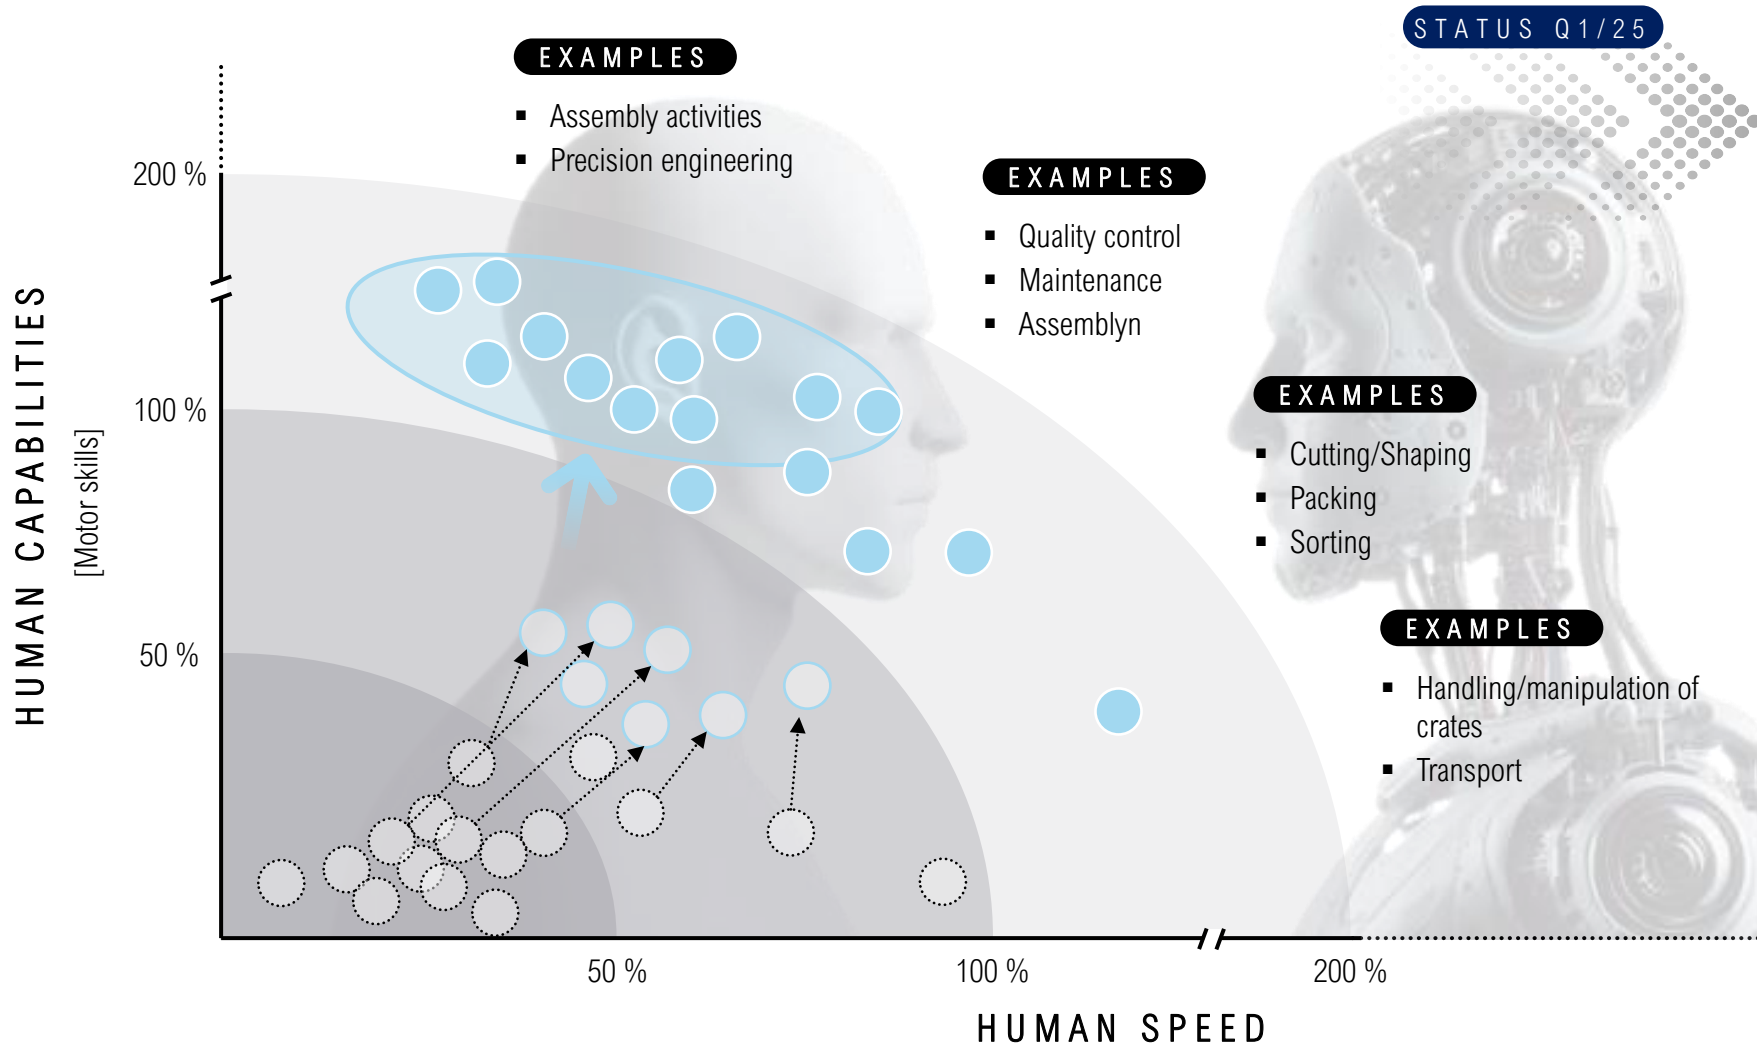 STATUS Q1/25
EXAMPLES
▪ Assembly activities
▪ Precision engineering
EXAMPLES
▪ Quality control
▪ Maintenance
▪ Assemblyn
EXAMPLES
▪ Cutting/Shaping
▪ Packing
▪ Sorting
EXAMPLES
▪ Handling/manipulation of
crates
▪ Transport
HUMAN CAPABILITIES
[Motor skills]
200 %
100 %
50 %
50 %
100 %
200 %
HUMAN SPEED